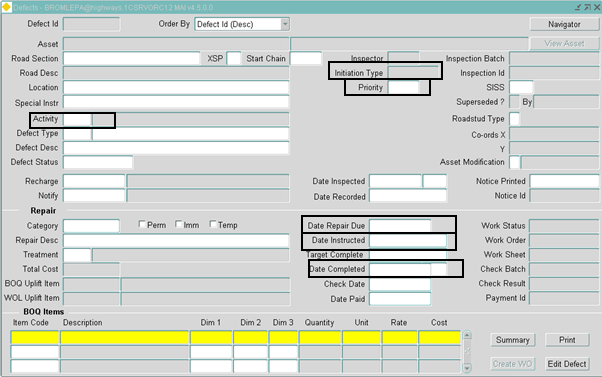 Defects - BROMLEPA@highways.1CSRVORC12.MAI v4.5.0.0
Defect Id Order By Defect Id (Desc) Navigator
Asset View Asset
Road Section XSP Start Chain Inspector Inspection Batch
Road Desc Initiation Type Inspection Id
Location Priority SISS
Special Instr Superseded ? By
Activity Roadstud Type
Defect Type Co-ords X
Defect Desc Y
Defect Status Asset Modification
Recharge Date Inspected Notice Printed
Notify Date Recorded Notice Id
Repair
Category Perm Imm Temp Date Repair Due Work Status
Repair Desc Date Instructed Work Order
Treatment Target Complete Work Sheet
Total Cost Date Completed Check Batch
BOQ Uplift Item Check Date Check Result
WOL Uplift Item Date Paid Payment Id
BOQ Items
Item Code Description Dim 1 Dim 2 Dim 3 Quantity Unit Rate Cost
Summary Print
Create WO Edit Defect